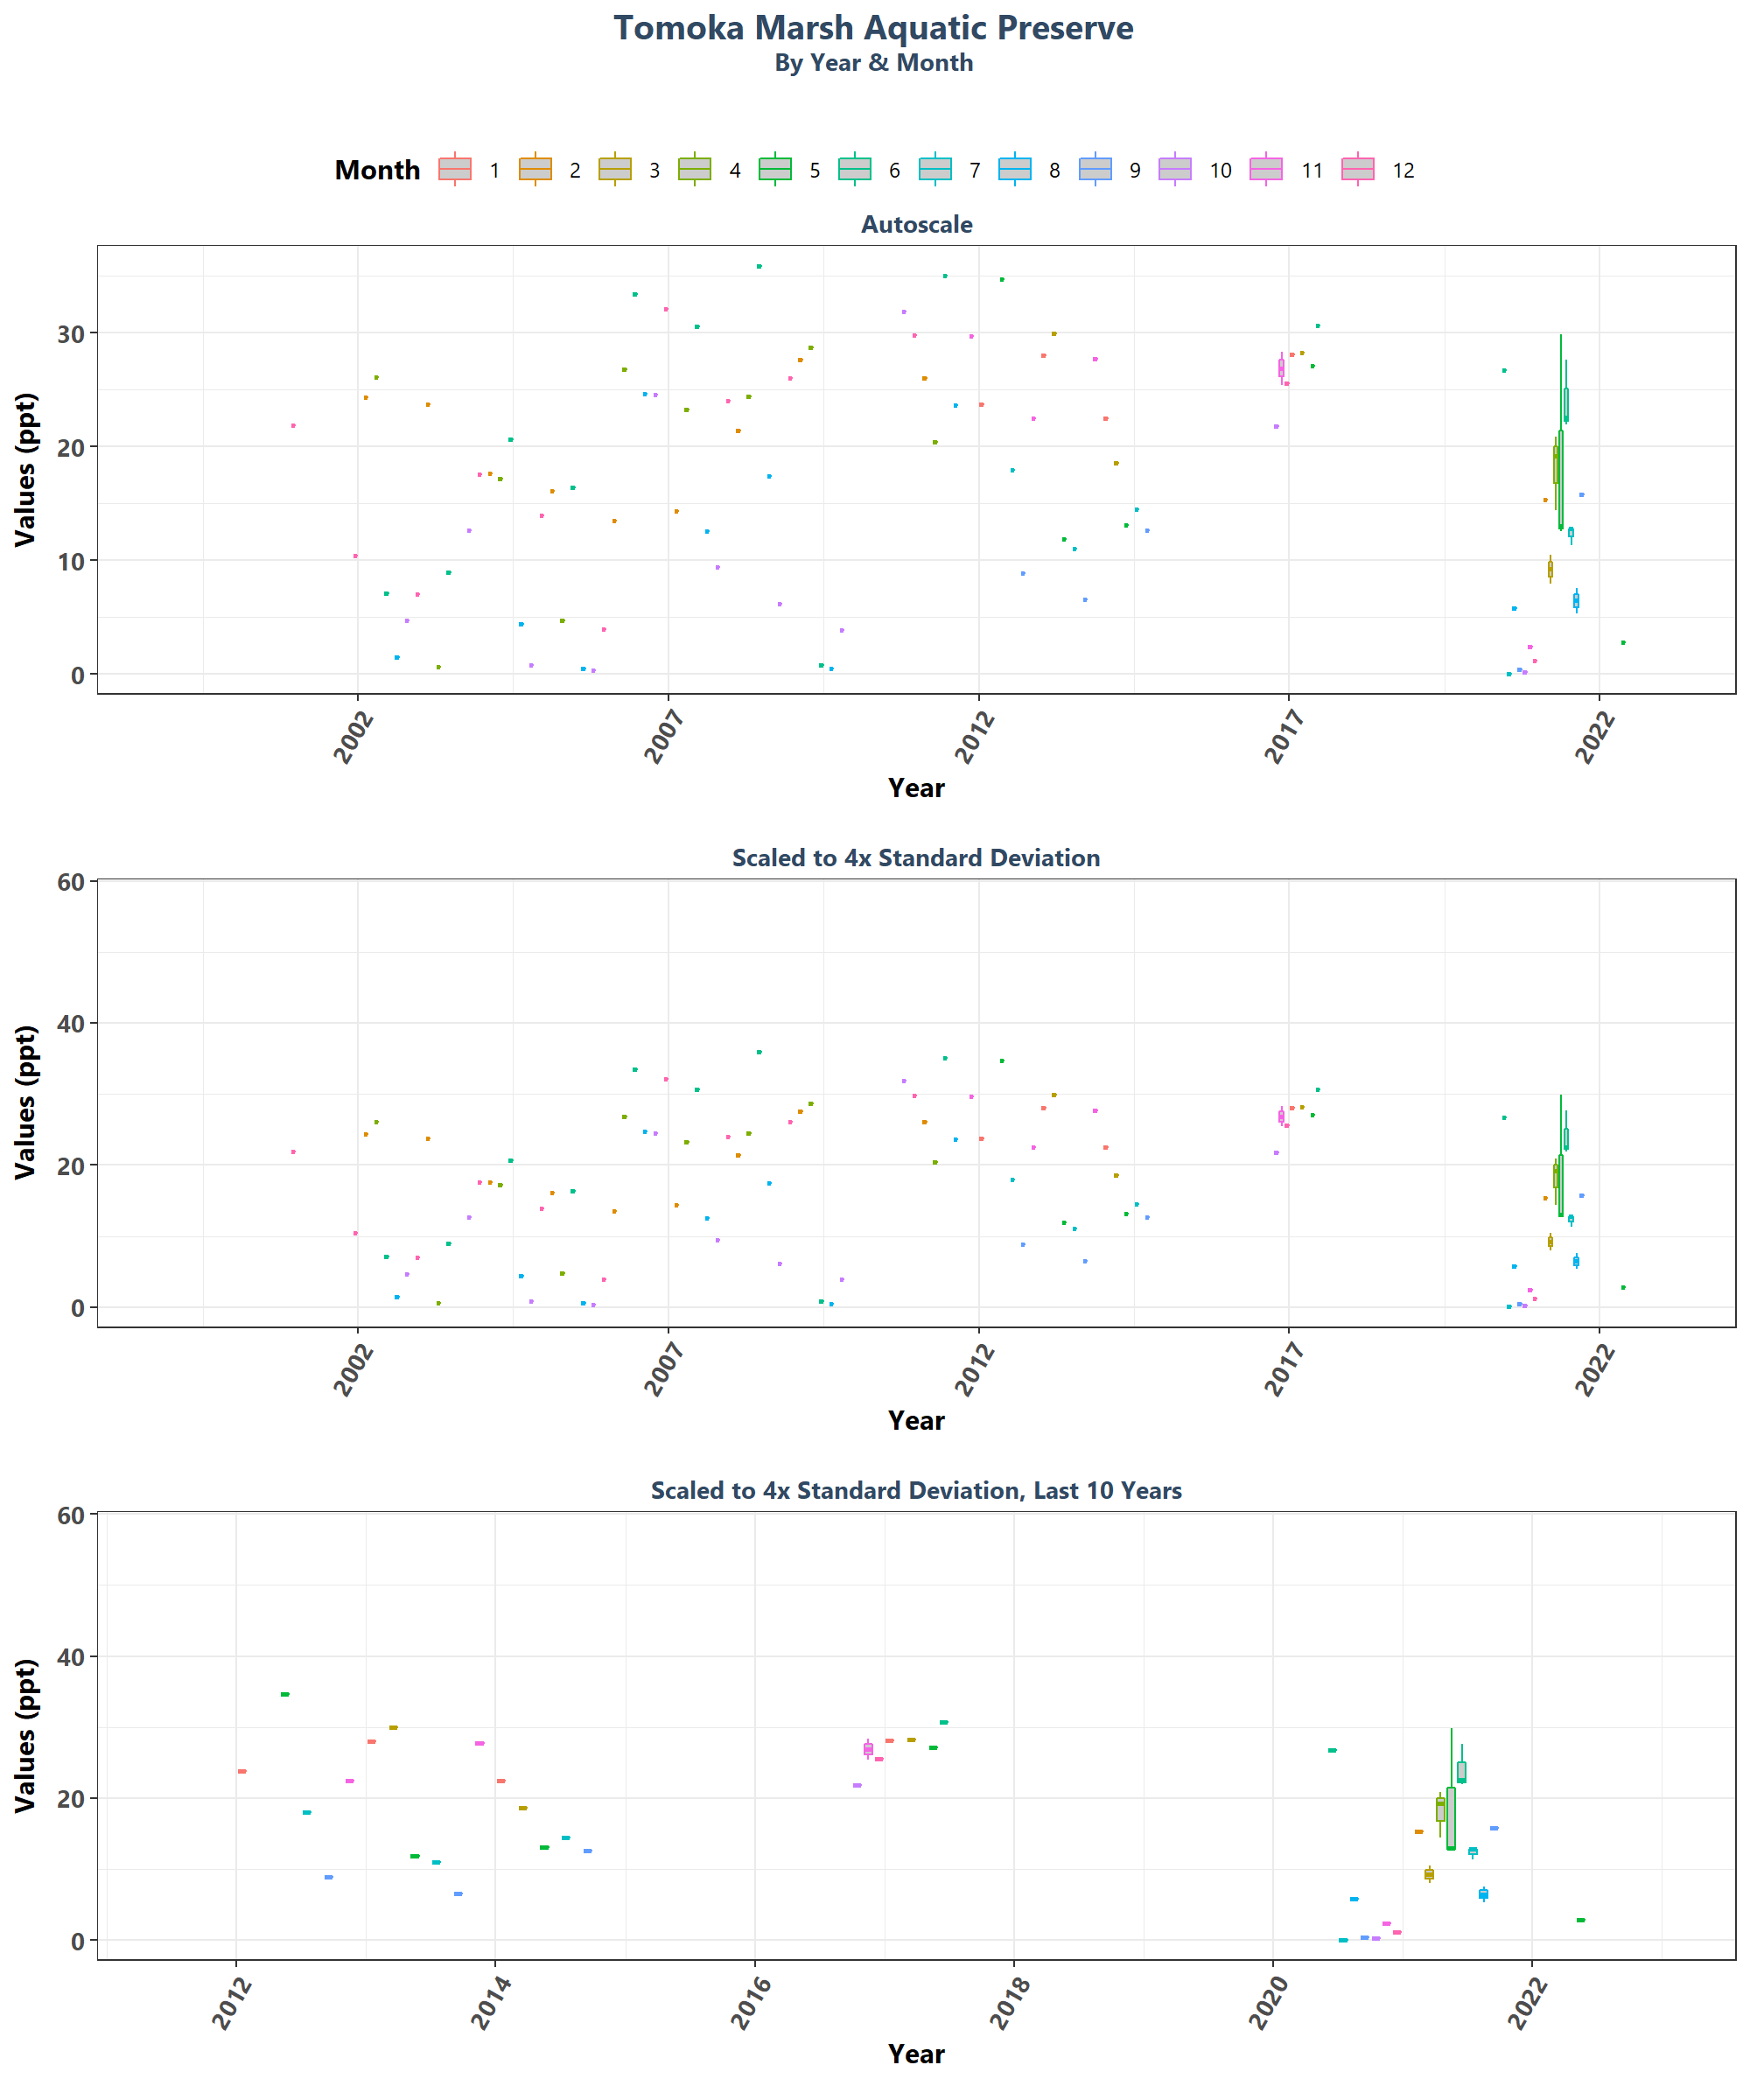 Tomoka Marsh Aquatic Preserve
By Year & Month
Month 1 2 3 4 5 6 7 8 9 10 11 12
Autoscale
30
20
10
0
Values (ppt)
2002 2007 2012 2017 2022
Year
Scaled to 4x Standard Deviation
60
40
20
0
Values (ppt)
2002 2007 2012 2017 2022
Year
Scaled to 4x Standard Deviation, Last 10 Years
60
40
20
0
Values (ppt)
2012 2014 2016 2018 2020 2022
Year